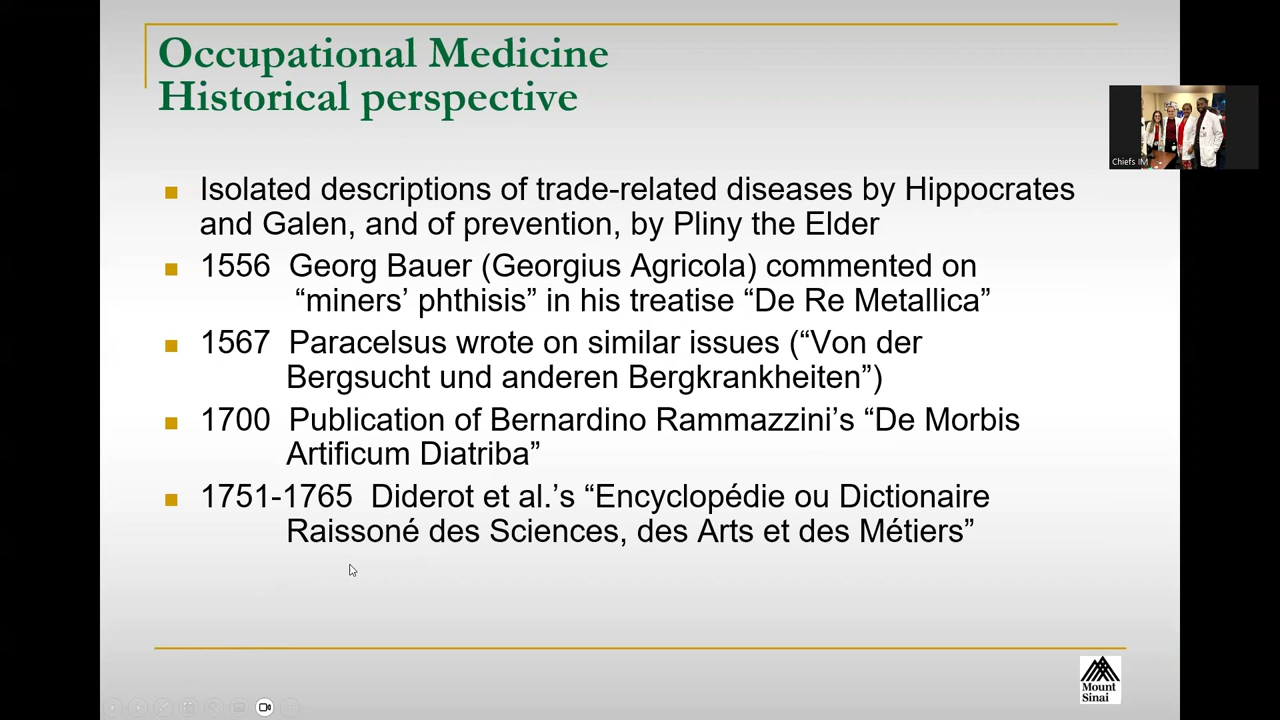 Occupational Medicine
Historical perspective
Isolated descriptions of trade-related diseases by Hippocrates
and Galen, and of prevention, by Pliny the Elder
1556 Georg Bauer (Georgius Agricola) commented on
“miners’ phthisis” in his treatise “De Re Metallica”
1567 Paracelsus wrote on similar issues (“Von der
Bergsucht und anderen Bergkrankheiten”)
1700 Publication of Bernardino Rammazzini’s “De Morbis
Artificum Diatriba”
1751-1765 Diderot et al.’s “Encyclopédie ou Dictionaire
Raissoné des Sciences, des Arts et des Métiers”
Chiefs IM
Mount
Sinai